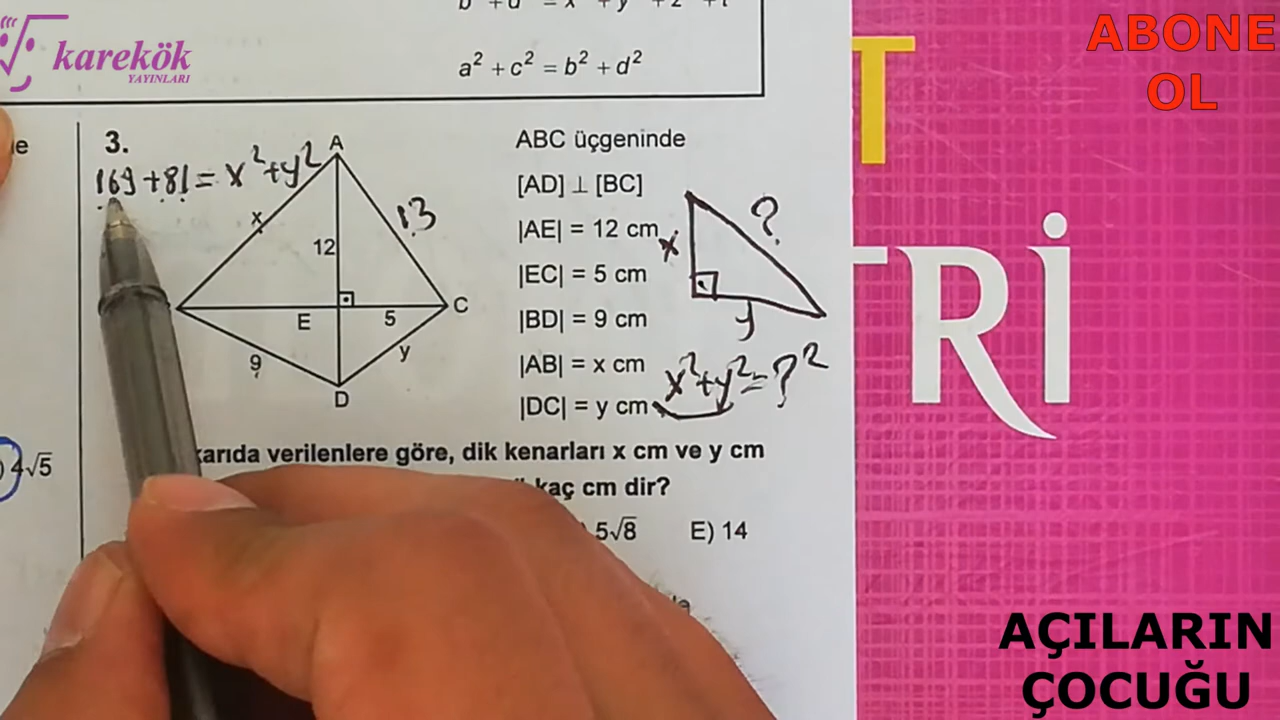 karekök
YAYINLARI
a² + c² = b² + d²
3.
169 + 81 = x² + y²
A
x
12
13
E
5
C
9
y
D
ABC üçgeninde
[AD] ⊥ [BC]
|AE| = 12 cm
|EC| = 5 cm
|BD| = 9 cm
|AB| = x cm
|DC| = y cm
x
?
y
x² + y² = ?²
verilenlere göre, dik kenarları x cm ve y cm
kaç cm dir?
5√8 E) 14
4√5
T
Rİ
ABONE
OL
AÇILARIN
ÇOCUĞU